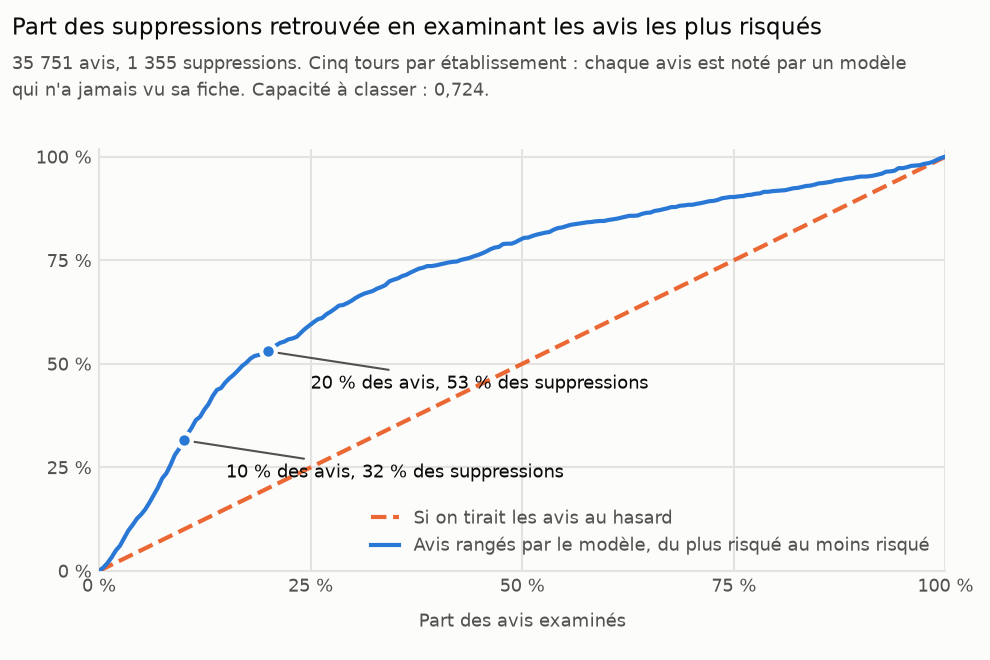 Part des suppressions retrouvée en examinant les avis les plus risqués
35 751 avis, 1 355 suppressions. Cinq tours par établissement : chaque avis est noté par un modèle
qui n'a jamais vu sa fiche. Capacité à classer : 0,724.
100 %
75 %
50 %
20 % des avis, 53 % des suppressions
25 %
10 % des avis, 32 % des suppressions
Si on tirait les avis au hasard
Avis rangés par le modèle, du plus risqué au moins risqué
0 %
0 % 25 % 50 % 75 % 100 %
Part des avis examinés